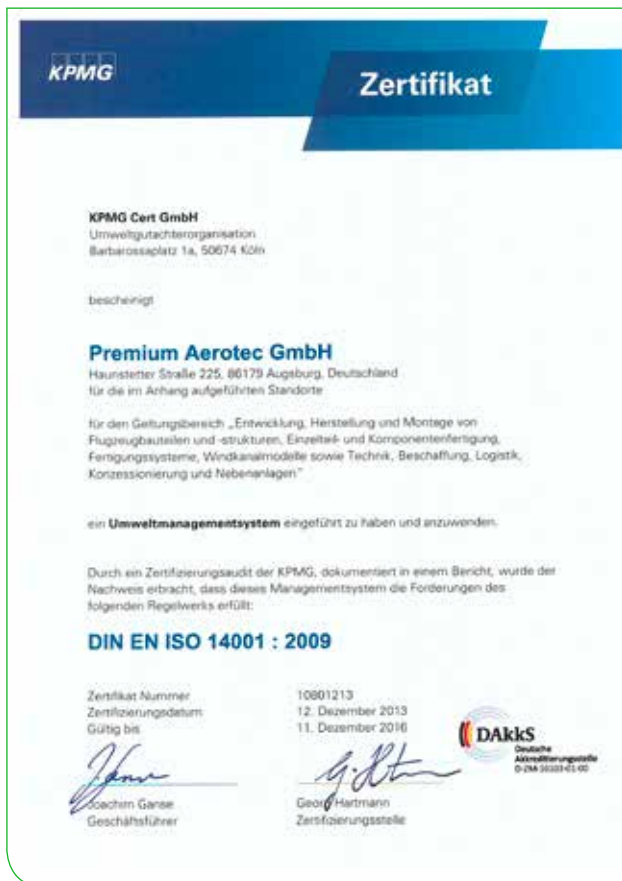 KPMG
Zertifikat
KPMG Cert GmbH
Umweltgutachterorganisation
Barbarossaplatz 1a, 50674 Köln
bescheinigt
Premium Aerotec GmbH
Haunstetter Straße 225, 86179 Augsburg, Deutschland
für die im Anhang aufgeführten Standorte
für den Geltungsbereich „Entwicklung, Herstellung und Montage von
Flugzeugbauteilen und -strukturen, Einzelteil- und Komponentenfertigung,
Fertigungssysteme, Windkanalmodelle sowie Technik, Beschaffung, Logistik,
Konzessionierung und Nebenanlagen"
ein Umweltmanagementsystem eingeführt zu haben und anzuwenden.
Durch ein Zertifizierungsaudit der KPMG, dokumentiert in einem Bericht, wurde der
Nachweis erbracht, dass dieses Managementsystem die Forderungen des
folgenden Regelwerks erfüllt:
DIN EN ISO 14001 : 2009
Zertifikat Nummer 10801213
Zertifizierungsdatum 12. Dezember 2013
Gültig bis 11. Dezember 2016
DAkkS
Deutsche
Akkreditierungsstelle
Joachim Ganse Georg Hartmann
Geschäftsführer Zertifizierungsstelle